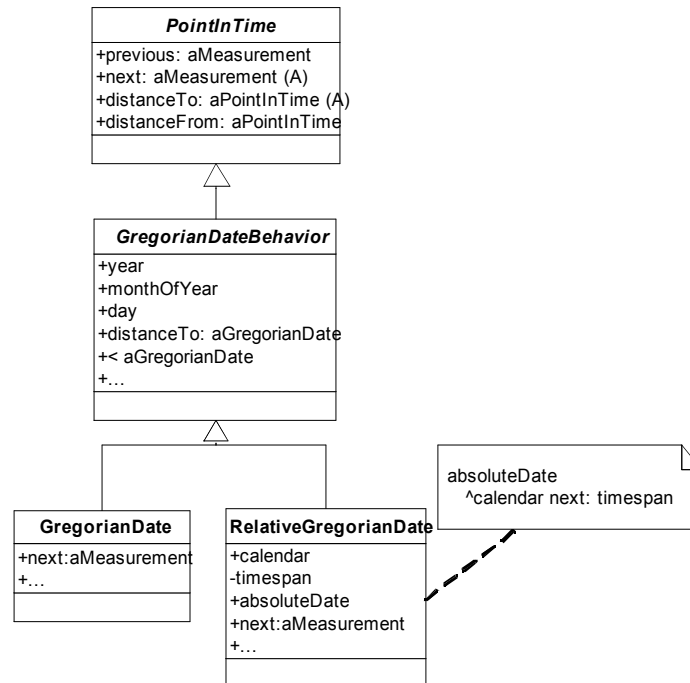 PointInTime
+previous: aMeasurement
+next: aMeasurement (A)
+distanceTo: aPointInTime (A)
+distanceFrom: aPointInTime
GregorianDateBehavior
+year
+monthOfYear
+day
+distanceTo: aGregorianDate
+< aGregorianDate
+...
absoluteDate
^calendar next: timespan
GregorianDate
+next:aMeasurement
+...
RelativeGregorianDate
+calendar
-timespan
+absoluteDate
+next:aMeasurement
+...